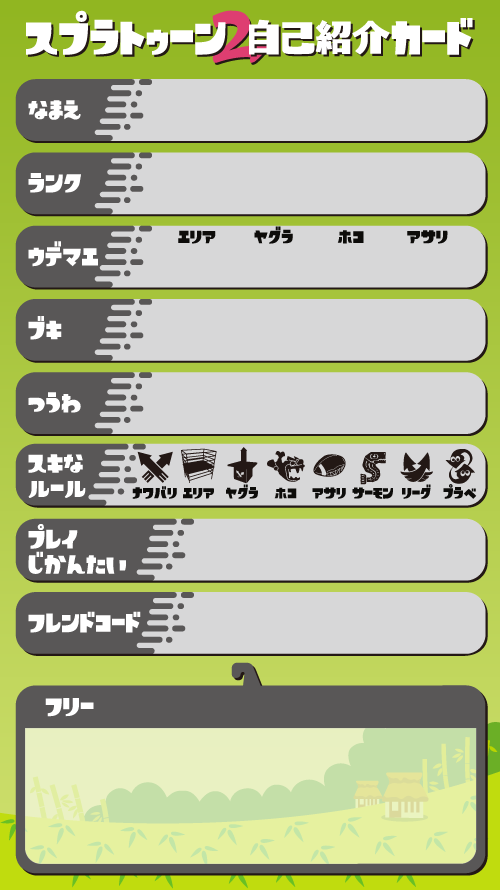 スプラトゥーン2自己紹介カード
なまえ
ランク
ウデマエ
エリア ヤグラ ホコ アサリ
ブキ
つうわ
スキな
ルール
ナワバリ エリア ヤグラ ホコ アサリ サーモン リーグ プラベ
プレイ
じかんたい
フレンドコード
フリー